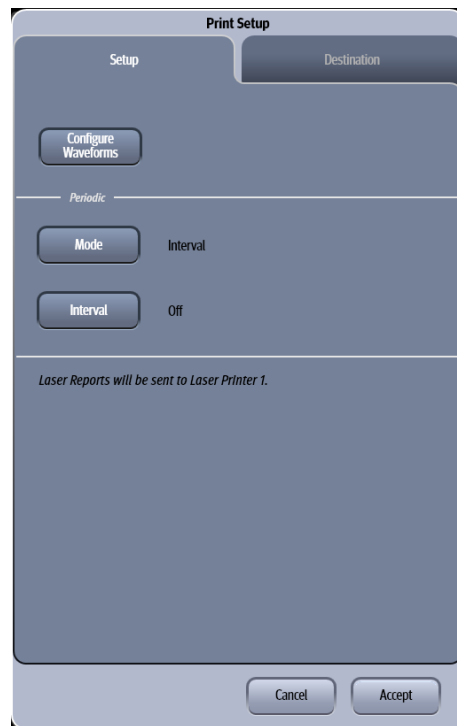 Print Setup
Setup
Destination
Configure
Waveforms
Periodic
Mode
Interval
Interval
Off
Laser Reports will be sent to Laser Printer 1.
Cancel
Accept